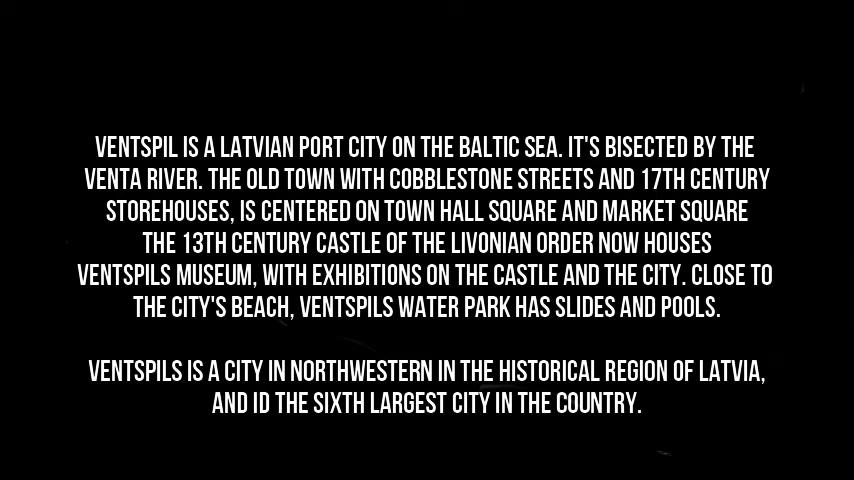 VENTSPIL IS A LATVIAN PORT CITY ON THE BALTIC SEA. IT'S BISECTED BY THE
VENTA RIVER. THE OLD TOWN WITH COBBLESTONE STREETS AND 17TH CENTURY
STOREHOUSES, IS CENTERED ON TOWN HALL SQUARE AND MARKET SQUARE
THE 13TH CENTURY CASTLE OF THE LIVONIAN ORDER NOW HOUSES
VENTSPILS MUSEUM, WITH EXHIBITIONS ON THE CASTLE AND THE CITY. CLOSE TO
THE CITY'S BEACH, VENTSPILS WATER PARK HAS SLIDES AND POOLS.
VENTSPILS IS A CITY IN NORTHWESTERN IN THE HISTORICAL REGION OF LATVIA,
AND ID THE SIXTH LARGEST CITY IN THE COUNTRY.